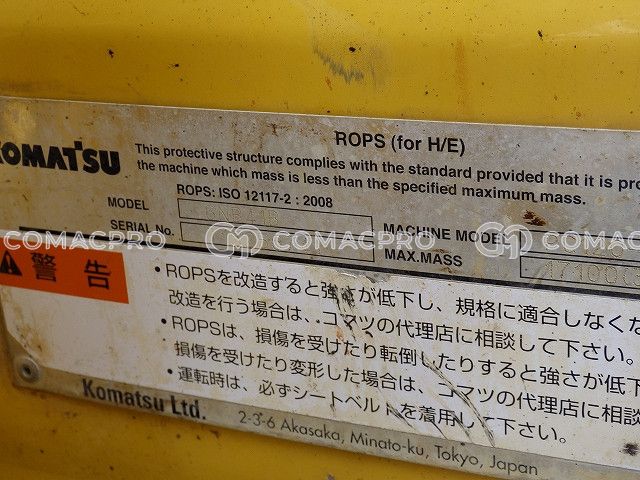 ROPS (for H/E)
KOMATSU
This protective structure complies with the standard provided that it is
the machine which mass is less than the specified maximum mass.
ROPS: ISO 12117-2 : 2008
MODEL
SERIAL No.
MACHINE MODEL
MAX.MASS
COMACPRO CM COMACPRO CM COMACPRO
警告
・ROPSを改造すると強さが低下し、規格に適合しなくな
改造を行う場合は、コマツの代理店に相談して下さい。
・ROPSは、損傷を受けたり転倒したりすると強さが低下
損傷を受けたり変形した場合は、コマツの代理店に相談
・運転時は、必ずシートベルトを着用して下さい。
Komatsu Ltd.
2-3-6 Akasaka, Minato-ku, Tokyo, Japan